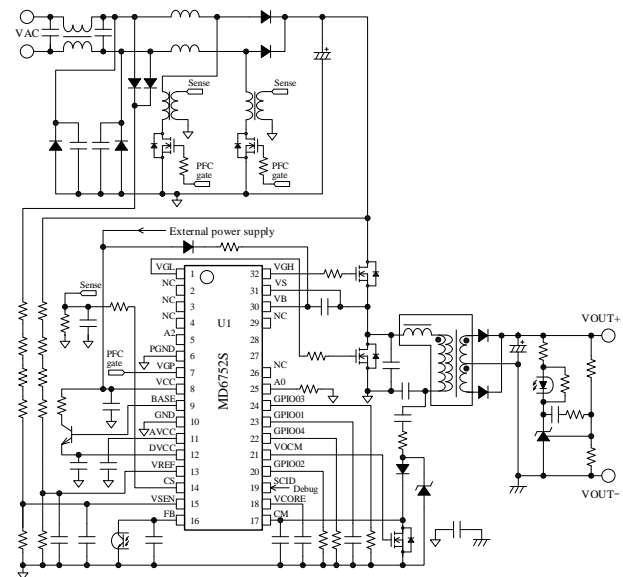 VAC
Sense
Sense
PFC
gate
PFC
gate
External power supply
Sense
PFC
gate
U1
MD6752S
VGL 1
NC 2
NC 3
NC 4
A2 5
PGND 6
VGP 7
VCC 8
BASE 9
GND 10
AVCC 11
DVCC 12
VREF 13
CS 14
VSEN 15
FB 16
32 VGH
31 VS
30 VB
29 NC
28
27
26 NC
25 A0
24 GPIO03
23 GPIO01
22 GPIO04
21 VOCM
20 GPIO02
19 SCID
Debug
18 VCORE
17 CM
VOUT+
VOUT−